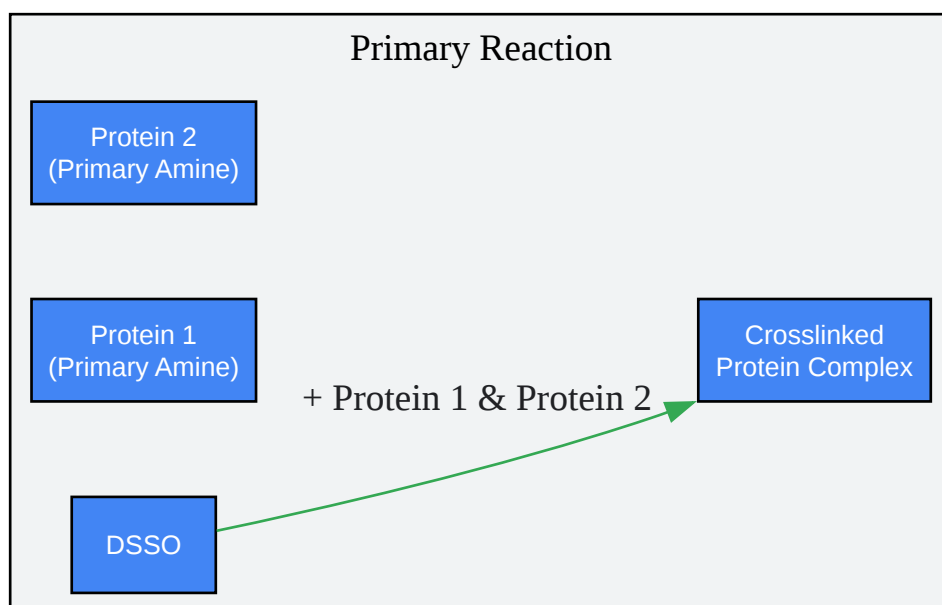 Primary Reaction
Protein 2
(Primary Amine)
Protein 1
(Primary Amine)
Crosslinked
Protein Complex
+ Protein 1 & Protein 2
DSSO